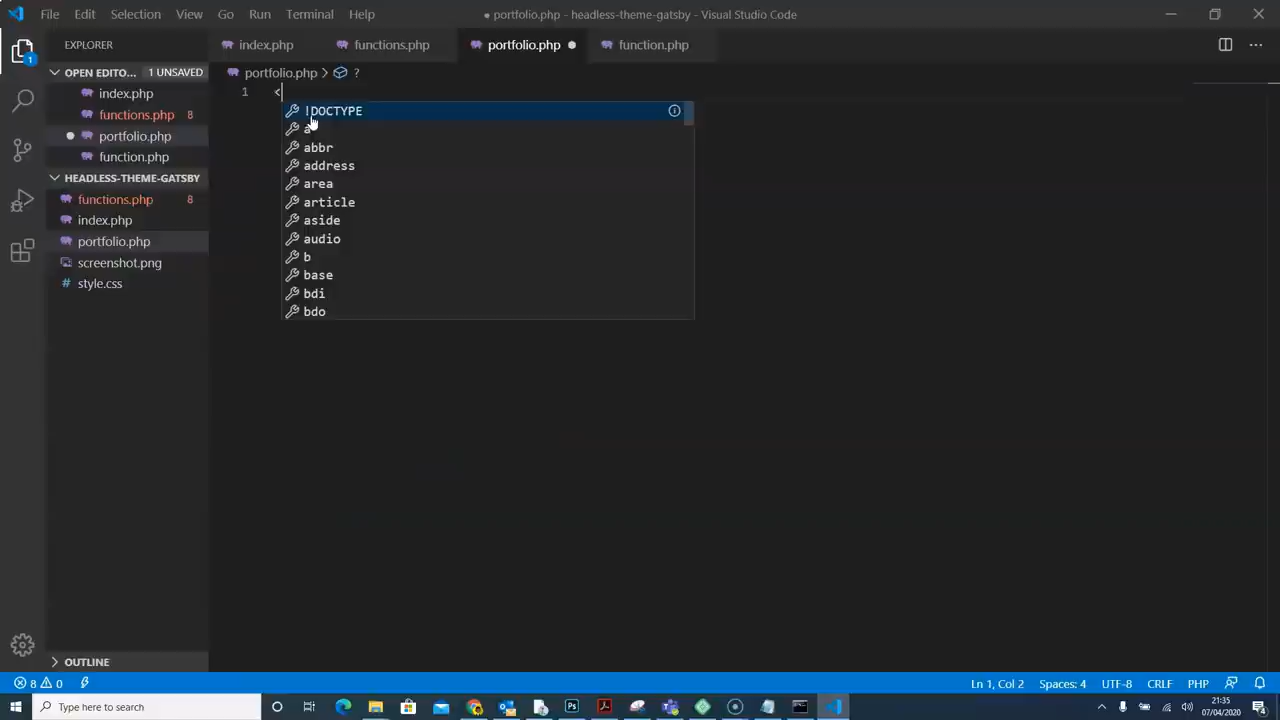 File Edit Selection View Go Run Terminal Help
● portfolio.php - headless-theme-gatsby - Visual Studio Code
EXPLORER
index.php
functions.php
portfolio.php
function.php
OPEN EDITO... 1 UNSAVED
index.php
functions.php 8
portfolio.php
function.php
HEADLESS-THEME-GATSBY
functions.php 8
index.php
portfolio.php
screenshot.png
# style.css
OUTLINE
portfolio.php > ?
1 <
!DOCTYPE
a
abbr
address
area
article
aside
audio
b
base
bdi
bdo
1
8 0
Ln 1, Col 2 Spaces: 4 UTF-8 CRLF PHP
Type here to search
21:35
07/04/2020
4